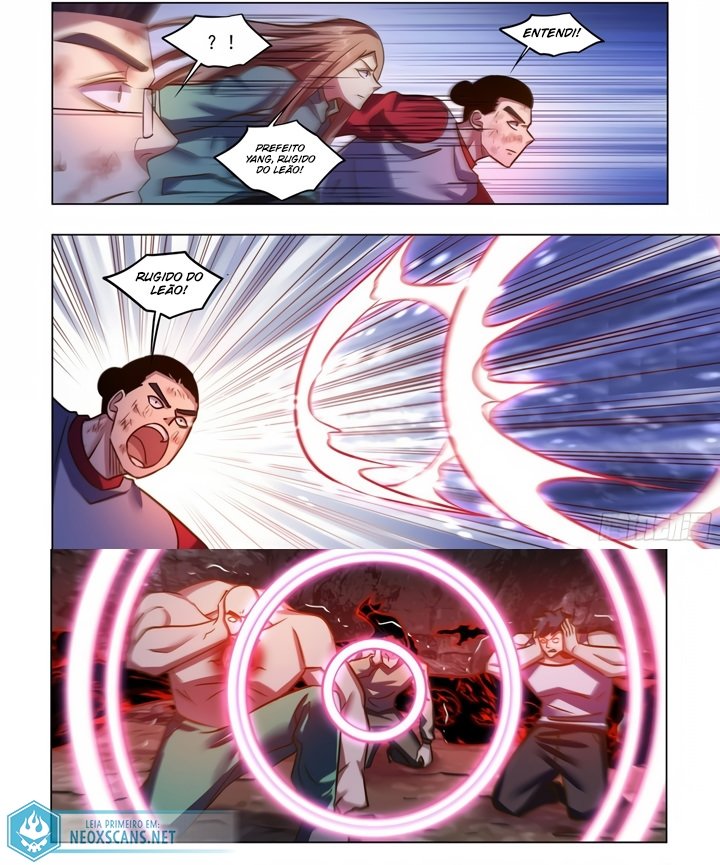 ? !
ENTENDI!
PREFEITO
YANG, RUGIDO
DO LEÃO!
RUGIDO DO
LEÃO!
LEIA PRIMEIRO EM:
NEOXSCANS.NET